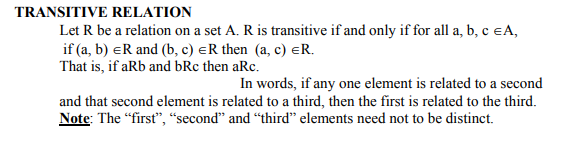 TRANSITIVE RELATION
Let R be a relation on a set A. R is transitive if and only if for all a, b, c ∈A,
if (a, b) ∈R and (b, c) ∈R then (a, c) ∈R.
That is, if aRb and bRc then aRc.
In words, if any one element is related to a second
and that second element is related to a third, then the first is related to the third.
Note: The “first”, “second” and “third” elements need not to be distinct.